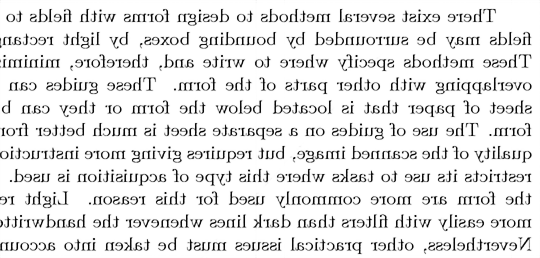 There exist several methods to design forms with fields to
fields may be surrounded by bounding boxes, by light rectang
These methods specify where to write and, therefore, minimi
overlapping with other parts of the form. These guides can
sheet of paper that is located below the form or they can b
form. The use of guides on a separate sheet is much better fro
quality of the scanned image, but requires giving more instructio
restricts its use to tasks where this type of acquisition is used.
the form are more commonly used for this reason. Light re
more easily with filters than dark lines whenever the handwritt
Nevertheless, other practical issues must be taken into accoun